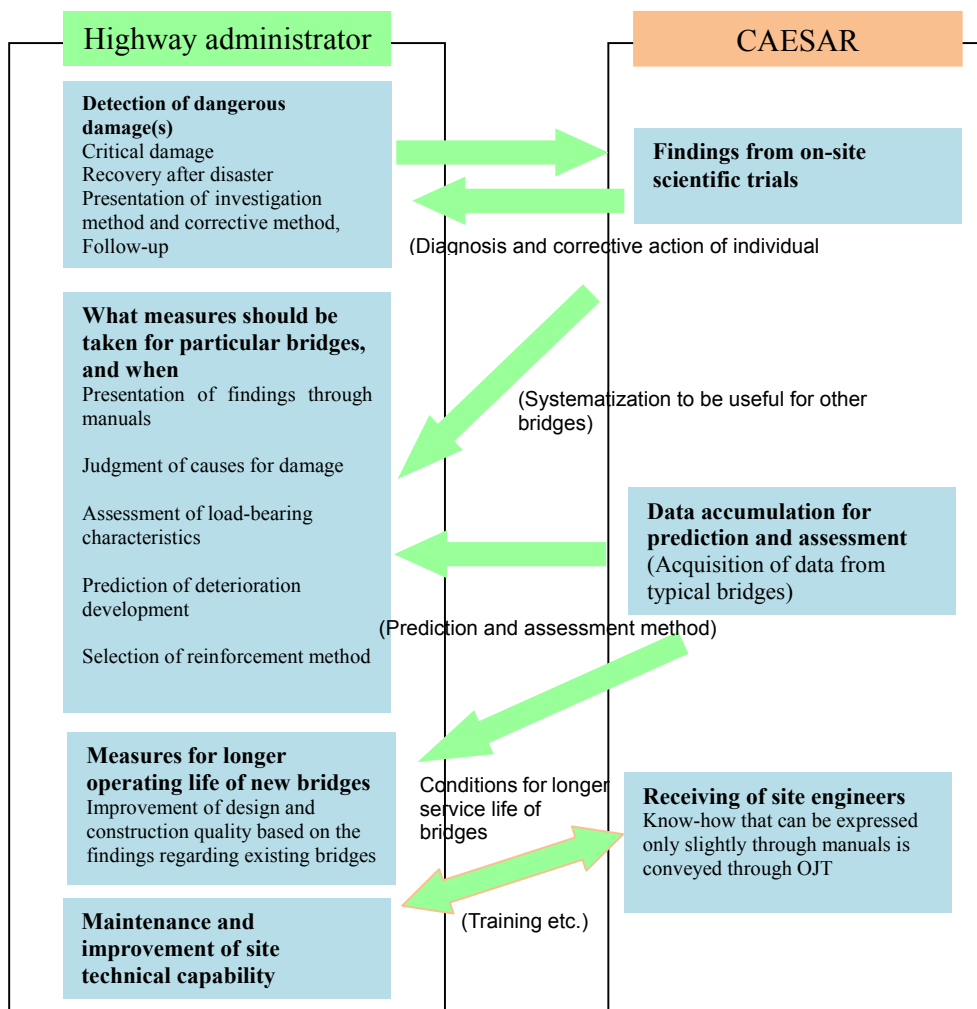 Highway administrator
CAESAR
Detection of dangerous
damage(s)
Critical damage
Recovery after disaster
Presentation of investigation
method and corrective method,
Follow-up
Findings from on-site
scientific trials
(Diagnosis and corrective action of individual
What measures should be
taken for particular bridges,
and when
Presentation of findings through
manuals
Judgment of causes for damage
Assessment of load-bearing
characteristics
Prediction of deterioration
development
Selection of reinforcement method
(Systematization to be useful for other
bridges)
Data accumulation for
prediction and assessment
(Acquisition of data from
typical bridges)
(Prediction and assessment method)
Measures for longer
operating life of new bridges
Improvement of design and
construction quality based on the
findings regarding existing bridges
Conditions for longer
service life of
bridges
Receiving of site engineers
Know-how that can be expressed
only slightly through manuals is
conveyed through OJT
Maintenance and
improvement of site
technical capability
(Training etc.)